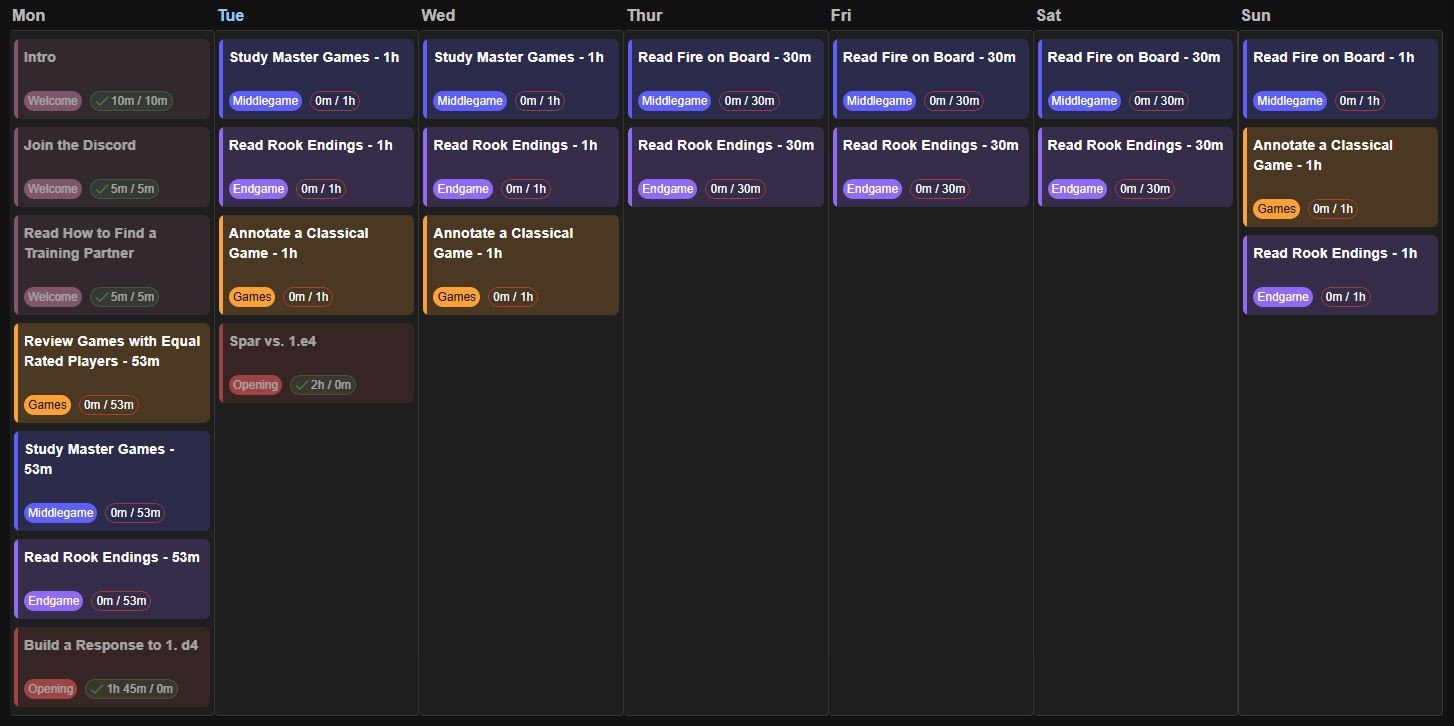 Mon
Tue
Wed
Thur
Fri
Sat
Sun
Intro
Welcome
10m / 10m
Join the Discord
Welcome
5m / 5m
Read How to Find a
Training Partner
Welcome
5m / 5m
Review Games with Equal
Rated Players - 53m
Games
0m / 53m
Study Master Games -
53m
Middlegame
0m / 53m
Read Rook Endings - 53m
Endgame
0m / 53m
Build a Response to 1. d4
Opening
1h 45m / 0m
Study Master Games - 1h
Middlegame
0m / 1h
Read Rook Endings - 1h
Endgame
0m / 1h
Annotate a Classical
Game - 1h
Games
0m / 1h
Spar vs. 1.e4
Opening
2h / 0m
Study Master Games - 1h
Middlegame
0m / 1h
Read Rook Endings - 1h
Endgame
0m / 1h
Annotate a Classical
Game - 1h
Games
0m / 1h
Read Fire on Board - 30m
Middlegame
0m / 30m
Read Rook Endings - 30m
Endgame
0m / 30m
Read Fire on Board - 30m
Middlegame
0m / 30m
Read Rook Endings - 30m
Endgame
0m / 30m
Read Fire on Board - 30m
Middlegame
0m / 30m
Read Rook Endings - 30m
Endgame
0m / 30m
Read Fire on Board - 1h
Middlegame
0m / 1h
Annotate a Classical
Game - 1h
Games
0m / 1h
Read Rook Endings - 1h
Endgame
0m / 1h